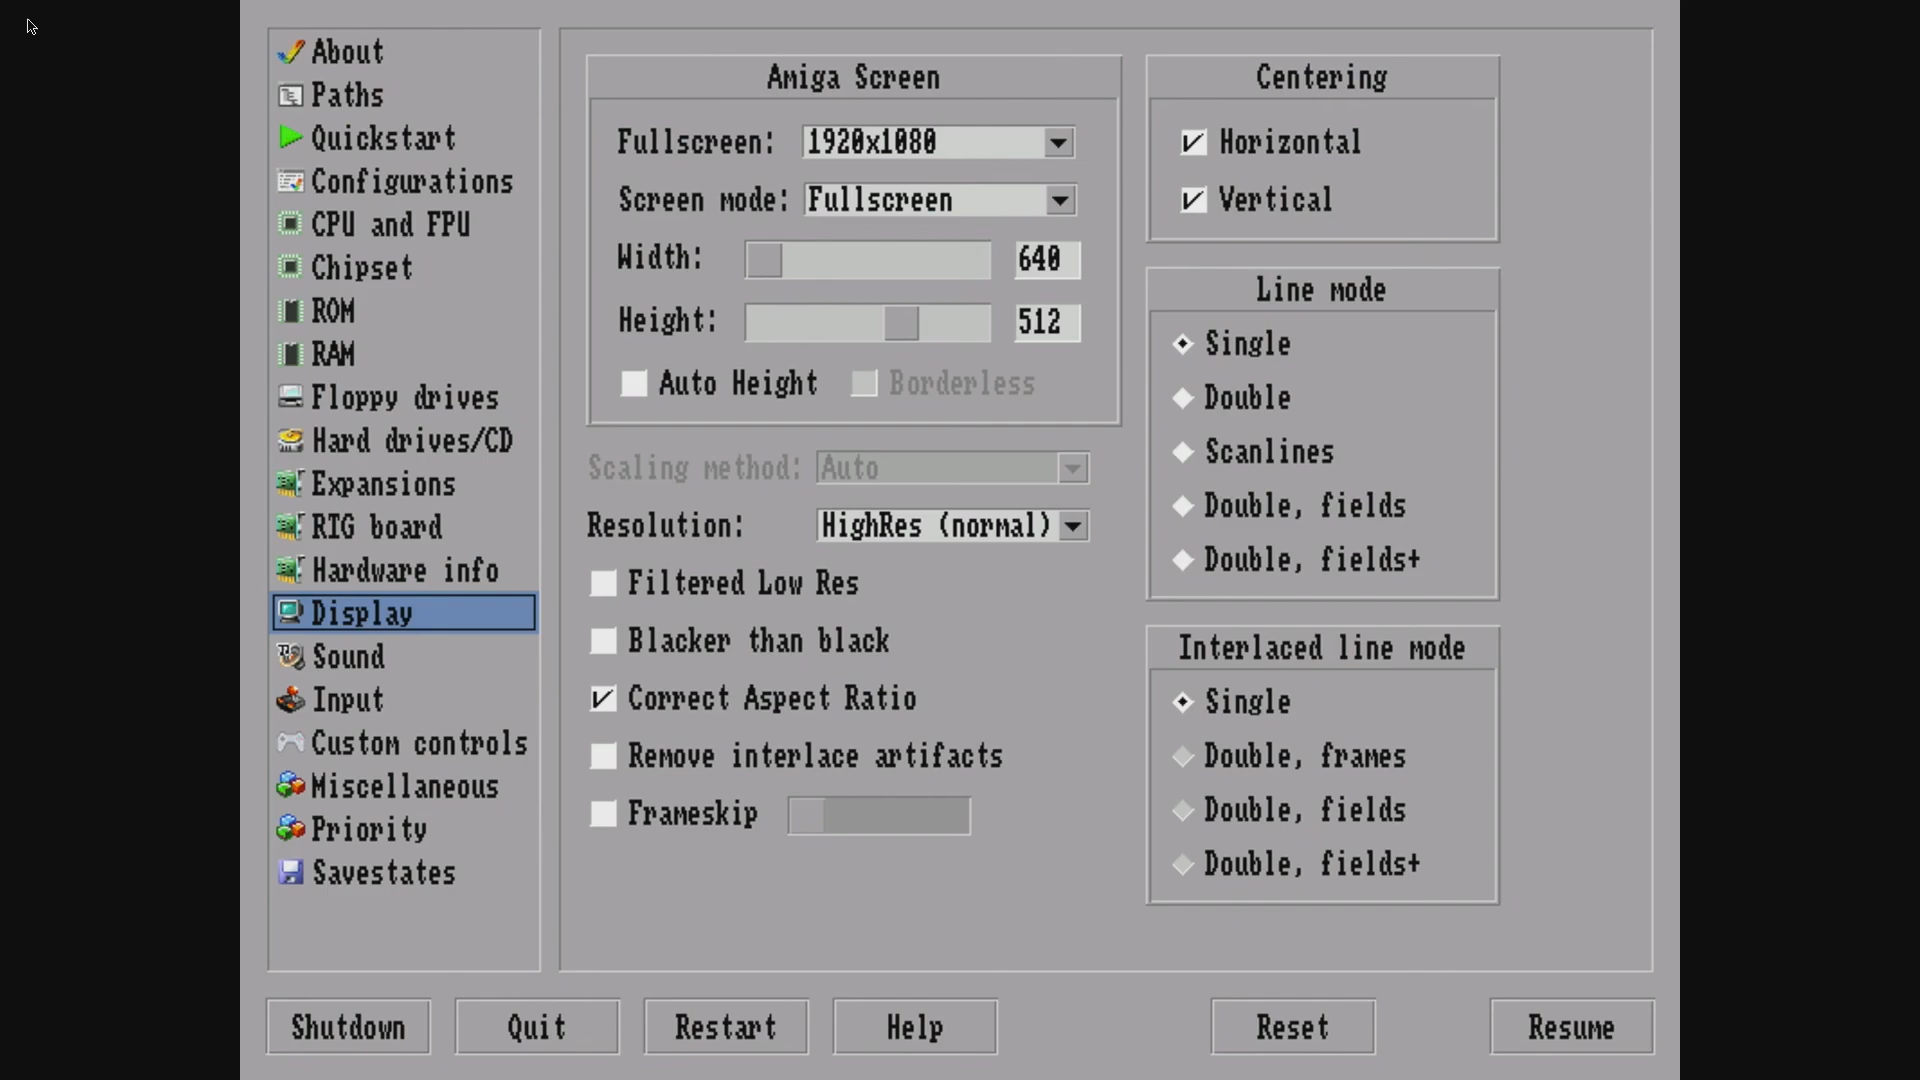 About
Paths
Quickstart
Configurations
CPU and FPU
Chipset
ROM
RAM
Floppy drives
Hard drives/CD
Expansions
RTG board
Hardware info
Display
Sound
Input
Custom controls
Miscellaneous
Priority
Savestates
Amiga Screen
Fullscreen: 1920x1080
Screen mode: Fullscreen
Width: 640
Height: 512
Auto Height Borderless
Scaling method: Auto
Resolution: HighRes (normal)
Filtered Low Res
Blacker than black
Correct Aspect Ratio
Remove interlace artifacts
Frameskip
Centering
Horizontal
Vertical
Line mode
Single
Double
Scanlines
Double, fields
Double, fields+
Interlaced line mode
Single
Double, frames
Double, fields
Double, fields+
Shutdown Quit Restart Help Reset Resume